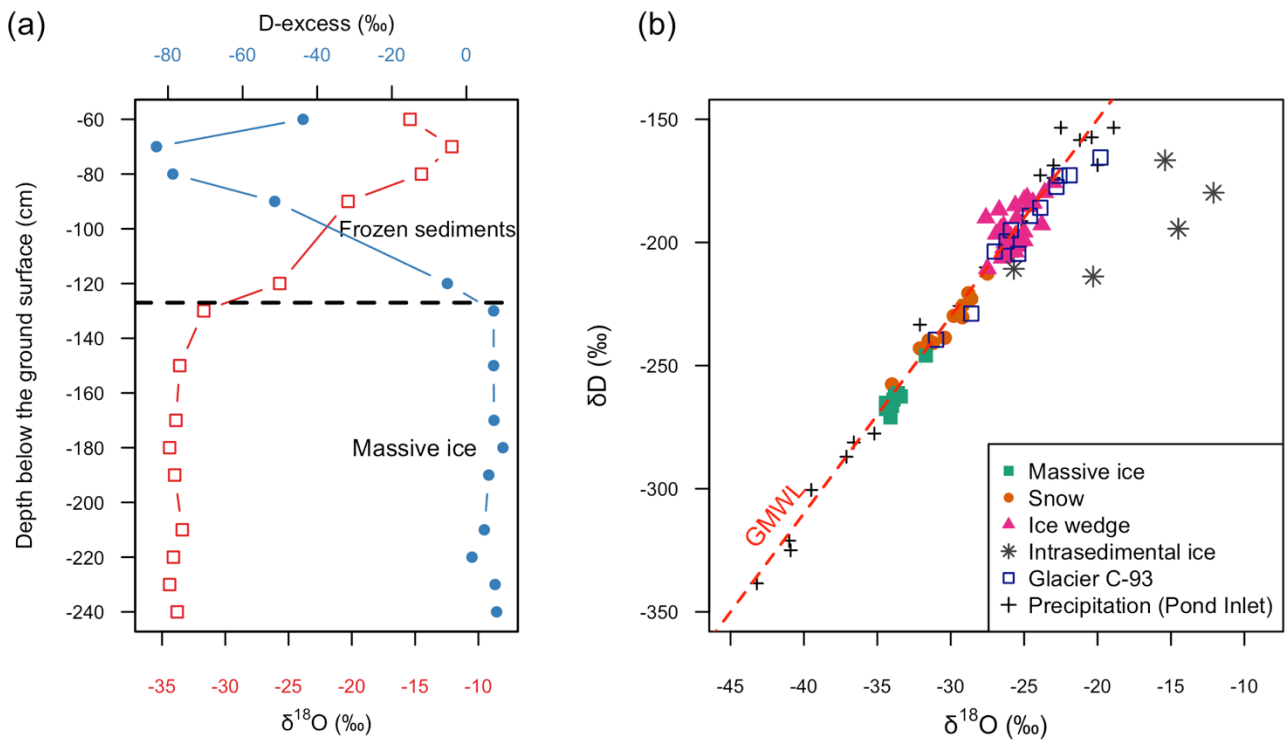 (a)
D-excess (‰)
-80 -60 -40 -20 0
Depth below the ground surface (cm)
-60
-80
-100
-120
-140
-160
-180
-200
-220
-240
Frozen sediments
Massive ice
-35 -30 -25 -20 -15 -10
δ¹⁸O (‰)
(b)
δD (‰)
-150
-200
-250
-300
-350
GMWL
Massive ice
Snow
Ice wedge
Intrasedimental ice
Glacier C-93
Precipitation (Pond Inlet)
-45 -40 -35 -30 -25 -20 -15 -10
δ¹⁸O (‰)